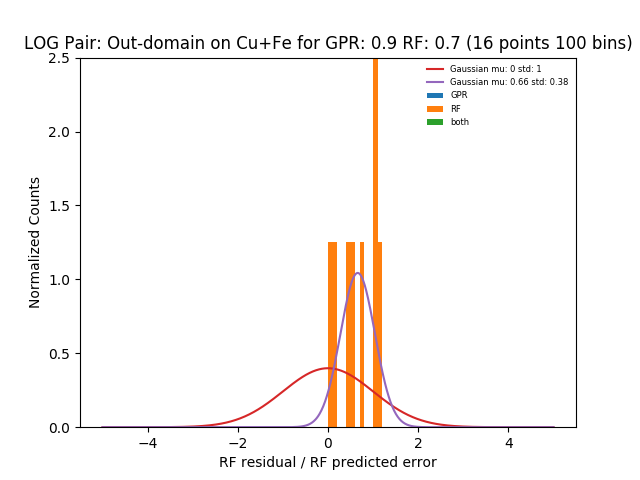 LOG Pair: Out-domain on Cu+Fe for GPR: 0.9 RF: 0.7 (16 points 100 bins)
Gaussian mu: 0 std: 1
Gaussian mu: 0.66 std: 0.38
GPR
RF
both
2.5
2.0
1.5
1.0
0.5
0.0
Normalized Counts
−4
−2
0
2
4
RF residual / RF predicted error